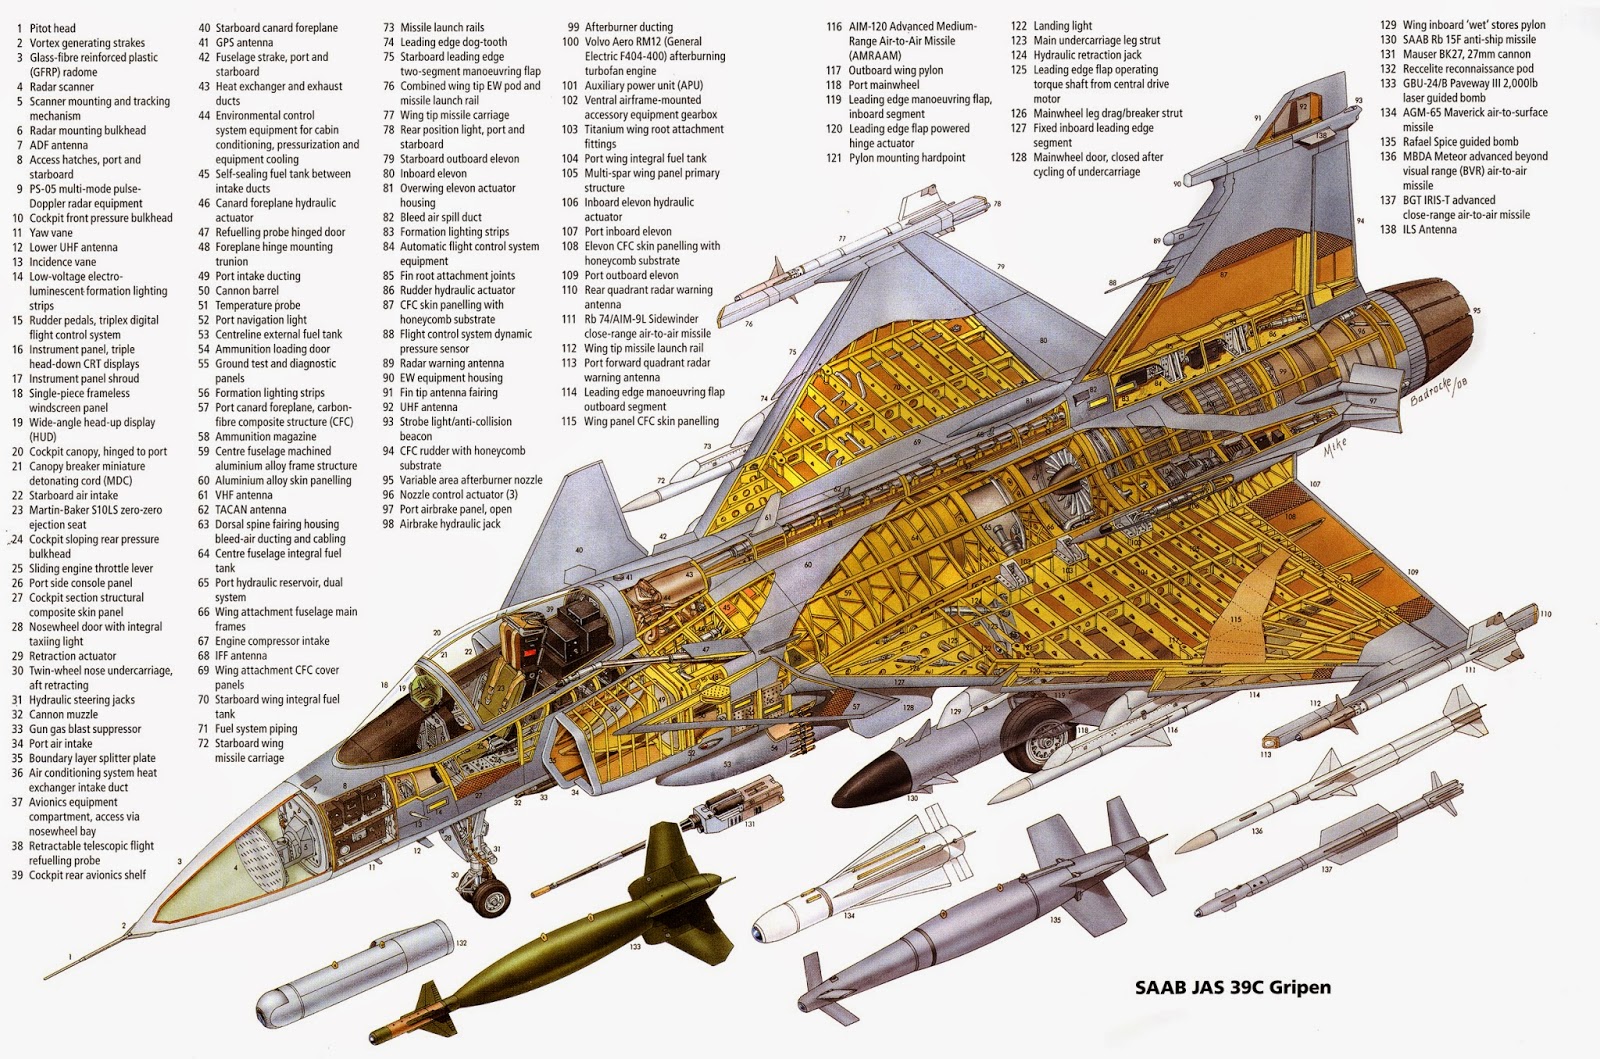 1 Pitot head
2 Vortex generating strakes
3 Glass-fibre reinforced plastic
(GFRP) radome
4 Radar scanner
5 Scanner mounting and tracking
mechanism
6 Radar mounting bulkhead
7 ADF antenna
8 Access hatches, port and
starboard
9 PS-05 multi-mode pulse-
Doppler radar equipment
10 Cockpit front pressure bulkhead
11 Yaw vane
12 Lower UHF antenna
13 Incidence vane
14 Low-voltage electro-
luminescent formation lighting
strips
15 Rudder pedals, triplex digital
flight control system
16 Instrument panel, triple
head-down CRT displays
17 Instrument panel shroud
18 Single-piece frameless
windscreen panel
19 Wide-angle head-up display
(HUD)
20 Cockpit canopy, hinged to port
21 Canopy breaker miniature
detonating cord (MDC)
22 Starboard air intake
23 Martin-Baker S10LS zero-zero
ejection seat
24 Cockpit sloping rear pressure
bulkhead
25 Sliding engine throttle lever
26 Port side console panel
27 Cockpit section structural
composite skin panel
28 Nosewheel door with integral
taxiing light
29 Retraction actuator
30 Twin-wheel nose undercarriage,
aft retracting
31 Hydraulic steering jacks
32 Cannon muzzle
33 Gun gas blast suppressor
34 Port air intake
35 Boundary layer splitter plate
36 Air conditioning system heat
exchanger intake duct
37 Avionics equipment
compartment, access via
nosewheel bay
38 Retractable telescopic flight
refuelling probe
39 Cockpit rear avionics shelf
40 Starboard canard foreplane
41 GPS antenna
42 Fuselage strake, port and
starboard
43 Heat exchanger and exhaust
ducts
44 Environmental control
system equipment for cabin
conditioning, pressurization and
equipment cooling
45 Self-sealing fuel tank between
intake ducts
46 Canard foreplane hydraulic
actuator
47 Refuelling probe hinged door
48 Foreplane hinge mounting
trunion
49 Port intake ducting
50 Cannon barrel
51 Temperature probe
52 Port navigation light
53 Centreline external fuel tank
54 Ammunition loading door
55 Ground test and diagnostic
panels
56 Formation lighting strips
57 Port canard foreplane, carbon-
fibre composite structure (CFC)
58 Ammunition magazine
59 Centre fuselage machined
aluminium alloy frame structure
60 Aluminium alloy skin panelling
61 VHF antenna
62 TACAN antenna
63 Dorsal spine fairing housing
bleed-air ducting and cabling
64 Centre fuselage integral fuel
tank
65 Port hydraulic reservoir, dual
system
66 Wing attachment fuselage main
frames
67 Engine compressor intake
68 IFF antenna
69 Wing attachment CFC cover
panels
70 Starboard wing integral fuel
tank
71 Fuel system piping
72 Starboard wing
missile carriage
73 Missile launch rails
74 Leading edge dog-tooth
75 Starboard leading edge
two-segment manoeuvring flap
76 Combined wing tip EW pod and
missile launch rail
77 Wing tip missile carriage
78 Rear position light, port and
starboard
79 Starboard outboard elevon
80 Inboard elevon
81 Overwing elevon actuator
housing
82 Bleed air spill duct
83 Formation lighting strips
84 Automatic flight control system
equipment
85 Fin root attachment joints
86 Rudder hydraulic actuator
87 CFC skin panelling with
honeycomb substrate
88 Flight control system dynamic
pressure sensor
89 Radar warning antenna
90 EW equipment housing
91 Fin tip antenna fairing
92 UHF antenna
93 Strobe light/anti-collision
beacon
94 CFC rudder with honeycomb
substrate
95 Variable area afterburner nozzle
96 Nozzle control actuator (3)
97 Port airbrake panel, open
98 Airbrake hydraulic jack
99 Afterburner ducting
100 Volvo Aero RM12 (General
Electric F404-400) afterburning
turbofan engine
101 Auxiliary power unit (APU)
102 Ventral airframe-mounted
accessory equipment gearbox
103 Titanium wing root attachment
fittings
104 Port wing integral fuel tank
105 Multi-spar wing panel primary
structure
106 Inboard elevon hydraulic
actuator
107 Port inboard elevon
108 Elevon CFC skin panelling with
honeycomb substrate
109 Port outboard elevon
110 Rear quadrant radar warning
antenna
111 Rb 74/AIM-9L Sidewinder
close-range air-to-air missile
112 Wing tip missile launch rail
113 Port forward quadrant radar
warning antenna
114 Leading edge manoeuvring flap
outboard segment
115 Wing panel CFC skin panelling
116 AIM-120 Advanced Medium-
Range Air-to-Air Missile
(AMRAAM)
117 Outboard wing pylon
118 Port mainwheel
119 Leading edge manoeuvring flap,
inboard segment
120 Leading edge flap powered
hinge actuator
121 Pylon mounting hardpoint
122 Landing light
123 Main undercarriage leg strut
124 Hydraulic retraction jack
125 Leading edge flap operating
torque shaft from central drive
motor
126 Mainwheel leg drag/breaker strut
127 Fixed inboard leading edge
segment
128 Mainwheel door, closed after
cycling of undercarriage
129 Wing inboard ‘wet’ stores pylon
130 SAAB Rb 15F anti-ship missile
131 Mauser BK27, 27mm cannon
132 Reccelite reconnaissance pod
133 GBU-24/B Paveway III 2,000lb
laser guided bomb
134 AGM-65 Maverick air-to-surface
missile
135 Rafael Spice guided bomb
136 MBDA Meteor advanced beyond
visual range (BVR) air-to-air
missile
137 BGT IRIS-T advanced
close-range air-to-air missile
138 ILS Antenna
Mike Badrocke/08
SAAB JAS 39C Gripen